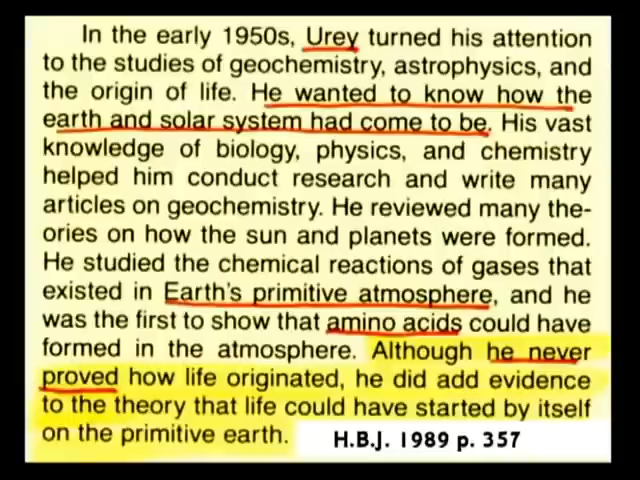 In the early 1950s, Urey turned his attention
to the studies of geochemistry, astrophysics, and
the origin of life. He wanted to know how the
earth and solar system had come to be. His vast
knowledge of biology, physics, and chemistry
helped him conduct research and write many
articles on geochemistry. He reviewed many the-
ories on how the sun and planets were formed.
He studied the chemical reactions of gases that
existed in Earth's primitive atmosphere, and he
was the first to show that amino acids could have
formed in the atmosphere. Although he never
proved how life originated, he did add evidence
to the theory that life could have started by itself
on the primitive earth. H.B.J. 1989 p. 357